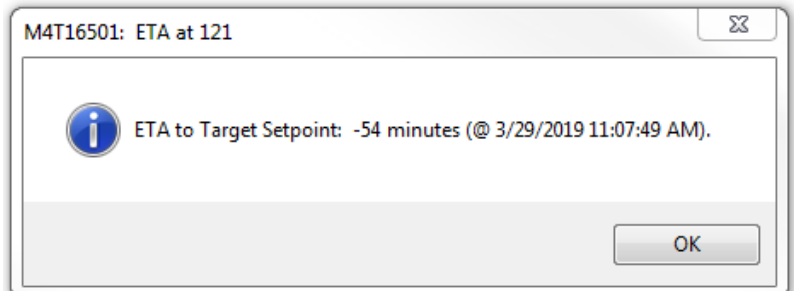 M4T16501:  ETA at 121
ETA to Target Setpoint:  -54 minutes (@ 3/29/2019 11:07:49 AM).
OK